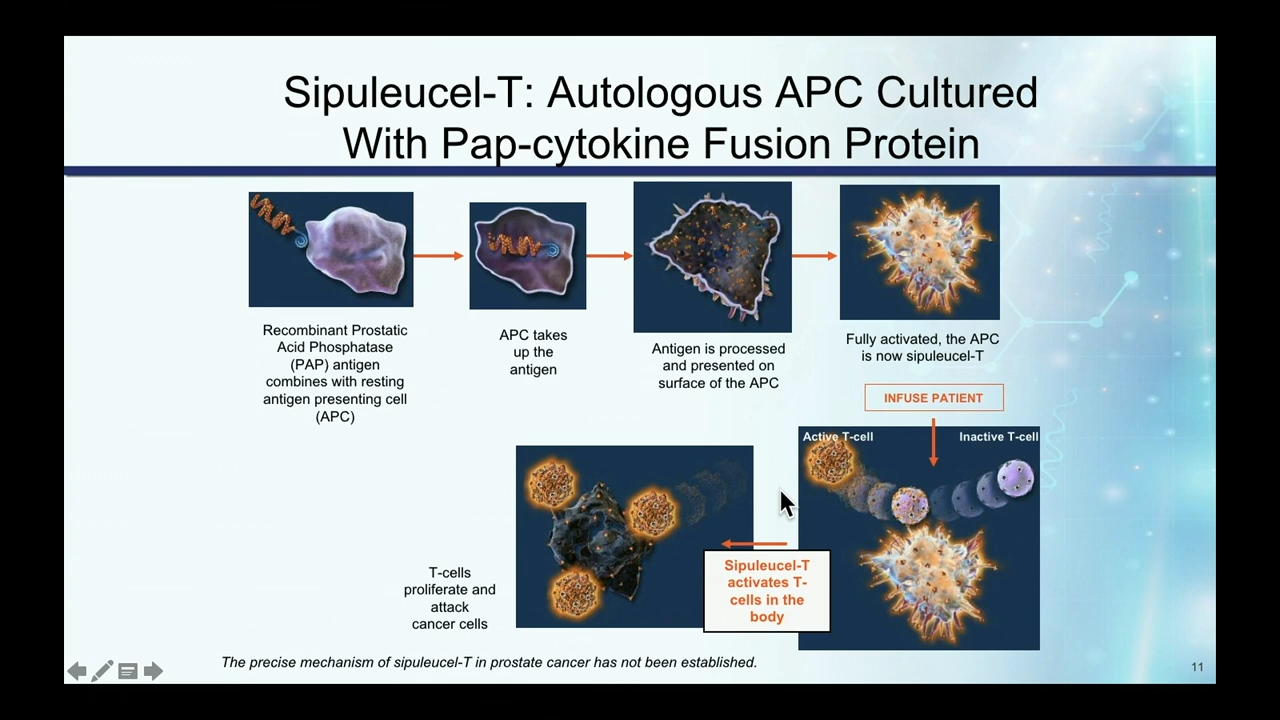 Sipuleucel-T: Autologous APC Cultured
With Pap-cytokine Fusion Protein
Recombinant Prostatic
Acid Phosphatase
(PAP) antigen
combines with resting
antigen presenting cell
(APC)
APC takes
up the
antigen
Antigen is processed
and presented on
surface of the APC
Fully activated, the APC
is now sipuleucel-T
INFUSE PATIENT
Active T-cell
Inactive T-cell
Sipuleucel-T
activates T-
cells in the
body
T-cells
proliferate and
attack
cancer cells
The precise mechanism of sipuleucel-T in prostate cancer has not been established.
11